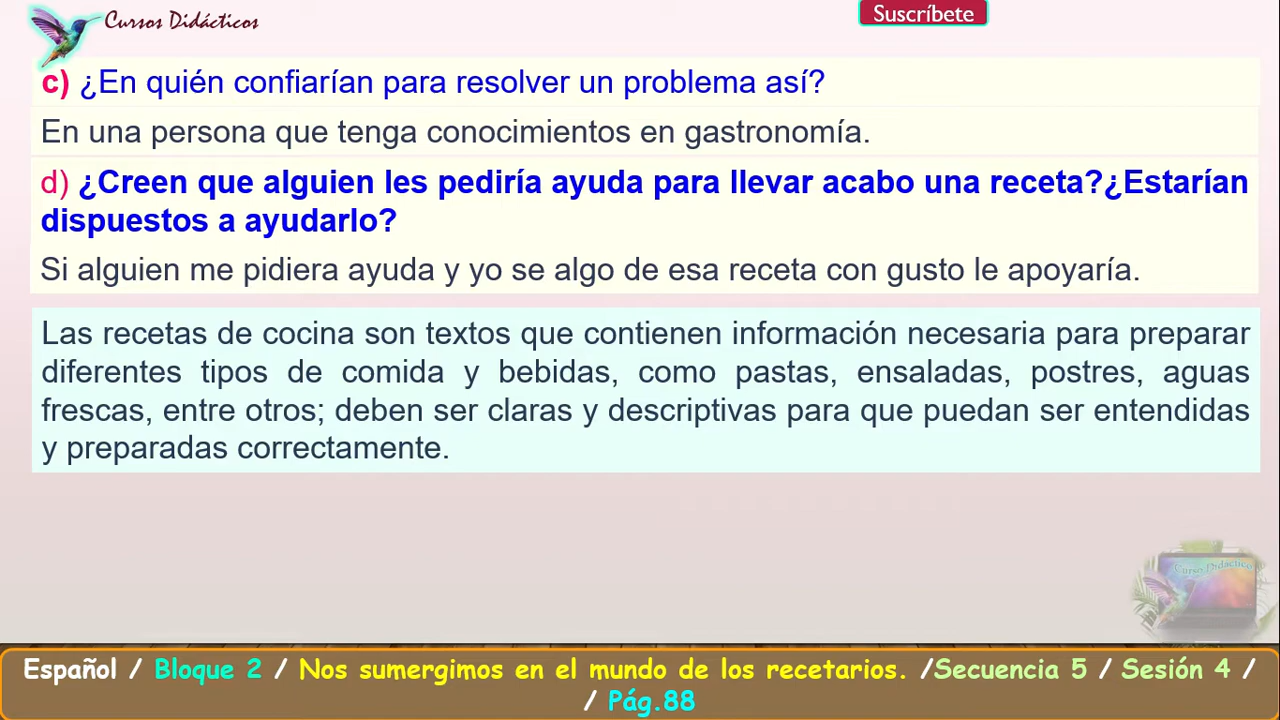 Cursos Didácticos
Suscríbete
c) ¿En quién confiarían para resolver un problema así?
En una persona que tenga conocimientos en gastronomía.
d) ¿Creen que alguien les pediría ayuda para llevar acabo una receta?¿Estarían
dispuestos a ayudarlo?
Si alguien me pidiera ayuda y yo se algo de esa receta con gusto le apoyaría.
Las recetas de cocina son textos que contienen información necesaria para preparar
diferentes tipos de comida y bebidas, como pastas, ensaladas, postres, aguas
frescas, entre otros; deben ser claras y descriptivas para que puedan ser entendidas
y preparadas correctamente.
Curso Didáctico
Español / Bloque 2 / Nos sumergimos en el mundo de los recetarios. /Secuencia 5 / Sesión 4 /
/ Pág.88